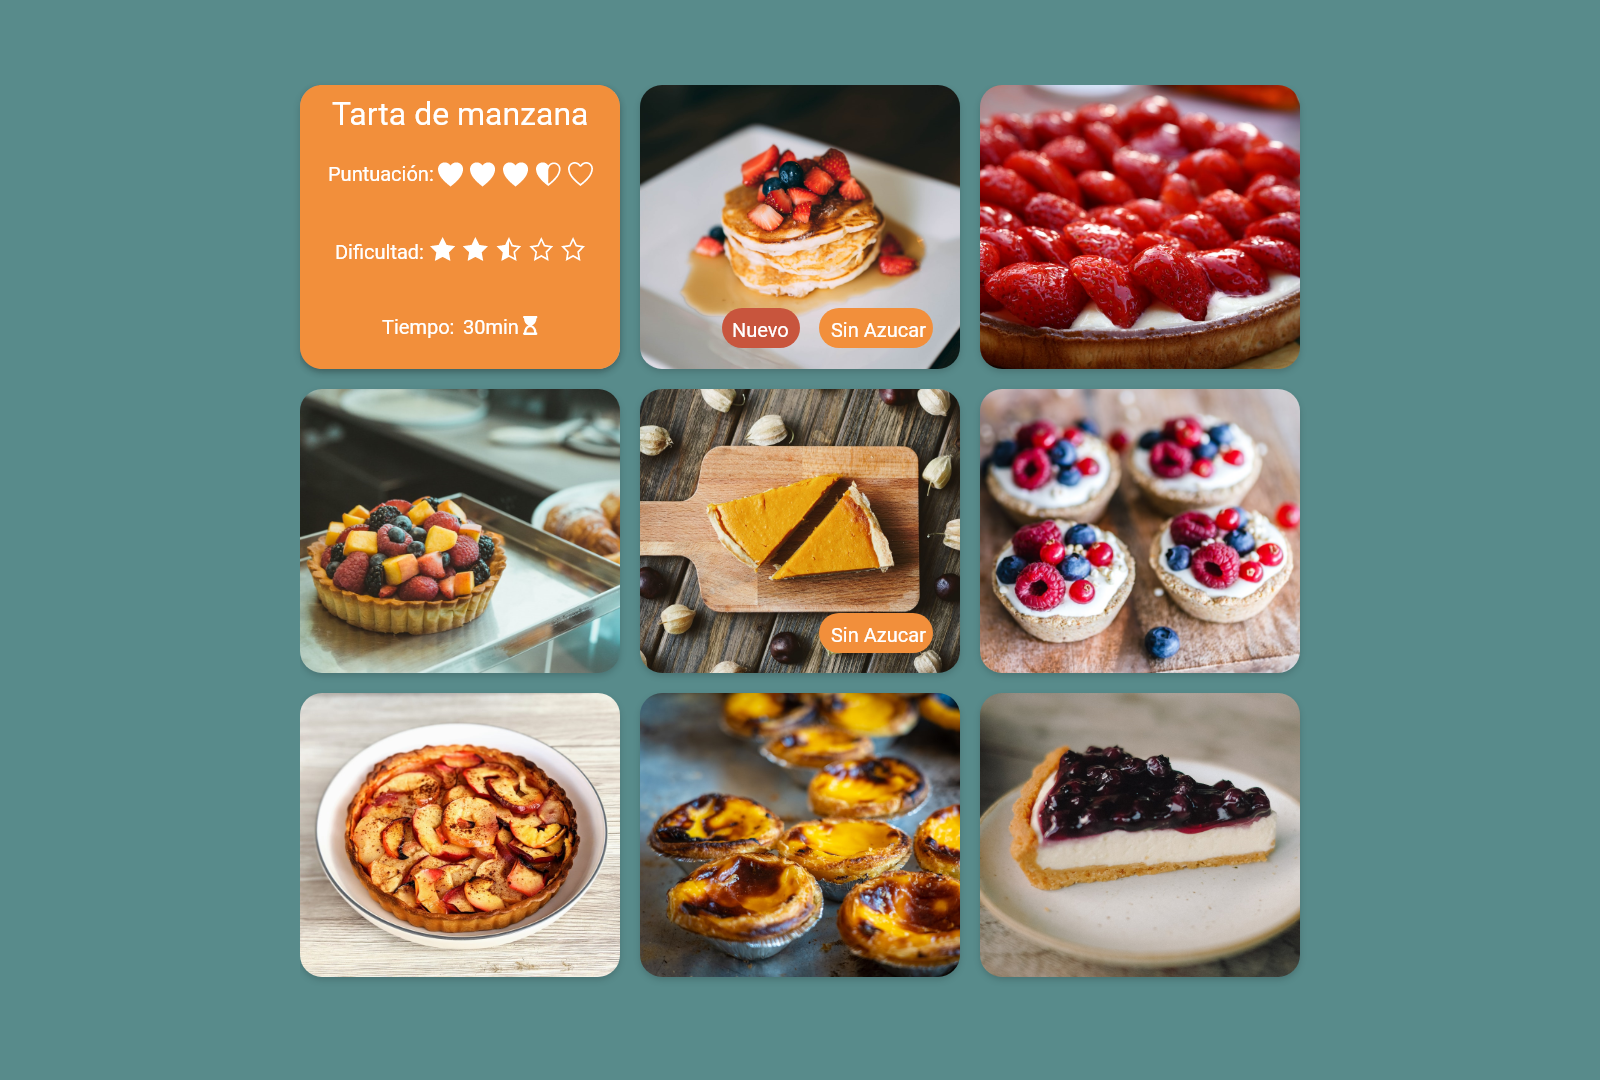 Tarta de manzana
Puntuación:
Dificultad:
Tiempo: 30min
Nuevo
Sin Azucar
Sin Azucar